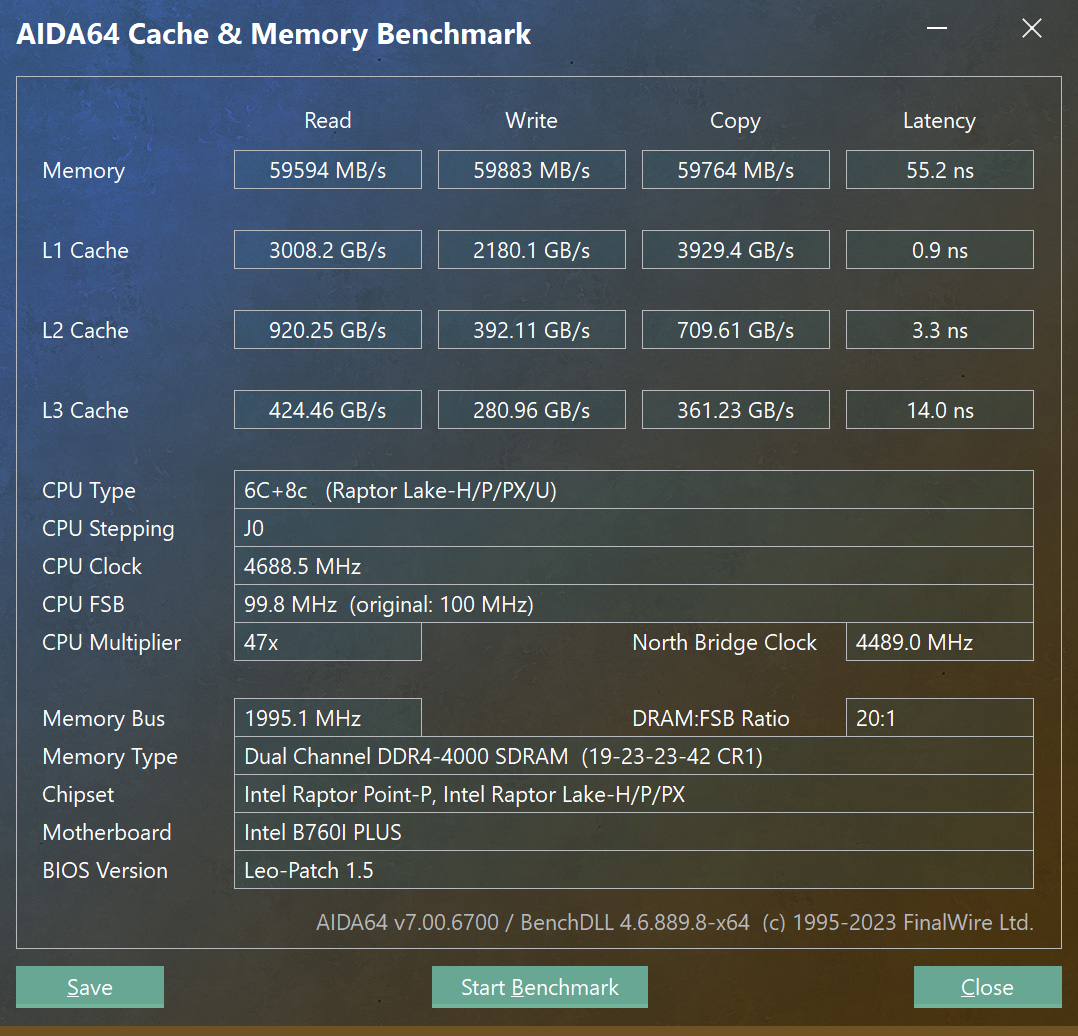 AIDA64 Cache & Memory Benchmark
Read Write Copy Latency
Memory 59594 MB/s 59883 MB/s 59764 MB/s 55.2 ns
L1 Cache 3008.2 GB/s 2180.1 GB/s 3929.4 GB/s 0.9 ns
L2 Cache 920.25 GB/s 392.11 GB/s 709.61 GB/s 3.3 ns
L3 Cache 424.46 GB/s 280.96 GB/s 361.23 GB/s 14.0 ns
CPU Type 6C+8c (Raptor Lake-H/P/PX/U)
CPU Stepping J0
CPU Clock 4688.5 MHz
CPU FSB 99.8 MHz (original: 100 MHz)
CPU Multiplier 47x North Bridge Clock 4489.0 MHz
Memory Bus 1995.1 MHz DRAM:FSB Ratio 20:1
Memory Type Dual Channel DDR4-4000 SDRAM (19-23-23-42 CR1)
Chipset Intel Raptor Point-P, Intel Raptor Lake-H/P/PX
Motherboard Intel B760I PLUS
BIOS Version Leo-Patch 1.5
AIDA64 v7.00.6700 / BenchDLL 4.6.889.8-x64 (c) 1995-2023 FinalWire Ltd.
Save Start Benchmark Close